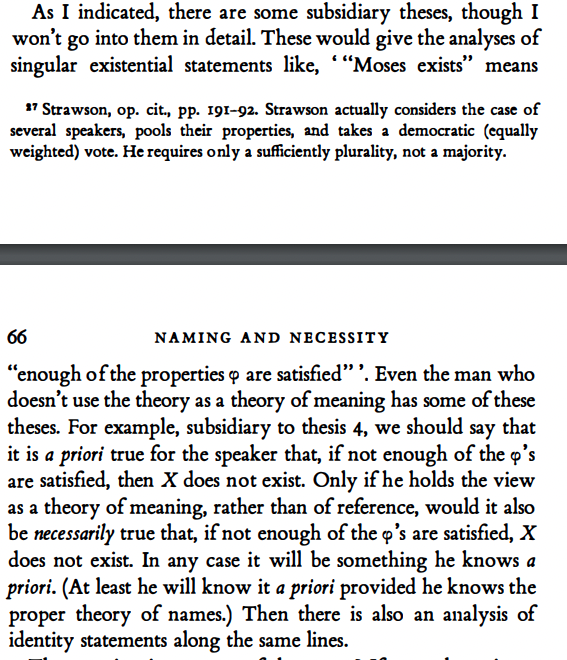 As I indicated, there are some subsidiary theses, though I
won't go into them in detail. These would give the analyses of
singular existential statements like, ‘ “Moses exists” means
³⁷ Strawson, op. cit., pp. 191–92. Strawson actually considers the case of
several speakers, pools their properties, and takes a democratic (equally
weighted) vote. He requires only a sufficiently plurality, not a majority.
66 NAMING AND NECESSITY
“enough of the properties φ are satisfied” ’. Even the man who
doesn't use the theory as a theory of meaning has some of these
theses. For example, subsidiary to thesis 4, we should say that
it is a priori true for the speaker that, if not enough of the φ's
are satisfied, then X does not exist. Only if he holds the view
as a theory of meaning, rather than of reference, would it also
be necessarily true that, if not enough of the φ's are satisfied, X
does not exist. In any case it will be something he knows a
priori. (At least he will know it a priori provided he knows the
proper theory of names.) Then there is also an analysis of
identity statements along the same lines.